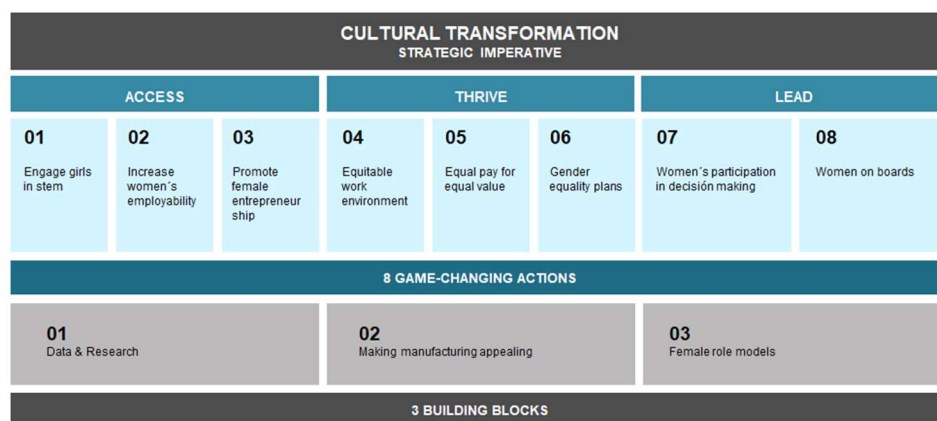 CULTURAL TRANSFORMATION
STRATEGIC IMPERATIVE
ACCESS
THRIVE
LEAD
01
Engage girls
in stem
02
Increase
women´s
employability
03
Promote
female
entrepreneur
ship
04
Equitable
work
environment
05
Equal pay for
equal value
06
Gender
equality plans
07
Women´s participation
in decisión making
08
Women on boards
8 GAME-CHANGING ACTIONS
01
Data & Research
02
Making manufacturing appealing
03
Female role models
3 BUILDING BLOCKS